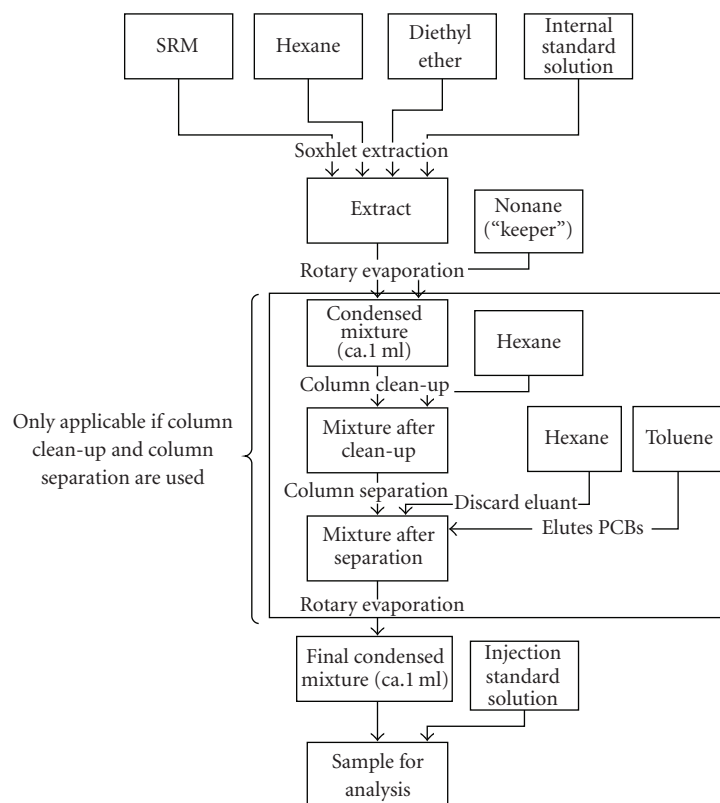 SRM
Hexane
Diethyl
ether
Internal
standard
solution
Soxhlet extraction
Extract
Nonane
(“keeper”)
Rotary evaporation
Condensed
mixture
(ca.1 ml)
Hexane
Column clean-up
Only applicable if column
clean-up and column
separation are used
Mixture after
clean-up
Hexane
Toluene
Column separation
Discard eluant
Mixture after
separation
Elutes PCBs
Rotary evaporation
Final condensed
mixture (ca.1 ml)
Injection
standard
solution
Sample for
analysis